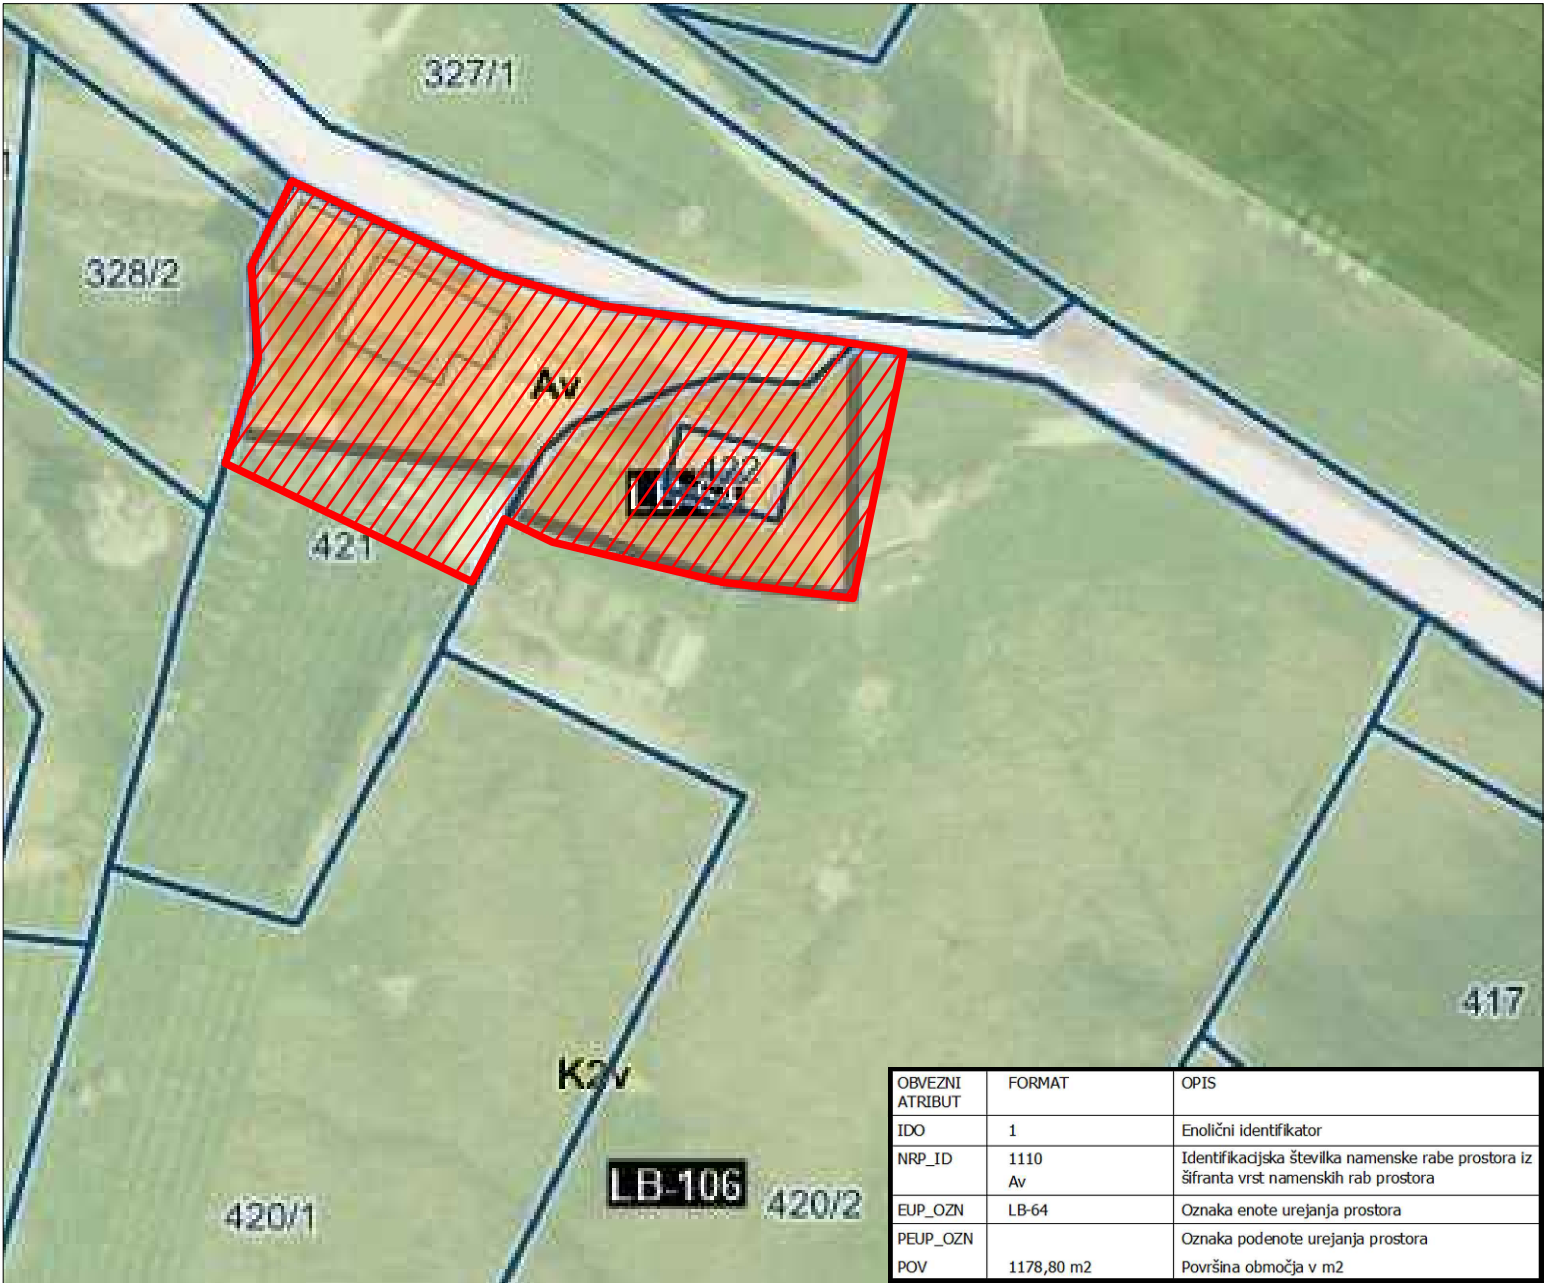 327/1
328/2
Av
422
421
417
K2v
LB-106
420/1
420/2
OBVEZNI ATRIBUT FORMAT OPIS
IDO 1 Enolični identifikator
NRP_ID 1110 Av Identifikacijska številka namenske rabe prostora iz
šifranta vrst namenskih rab prostora
EUP_OZN LB-64 Oznaka enote urejanja prostora
PEUP_OZN Oznaka podenote urejanja prostora
POV 1178,80 m2 Površina območja v m2